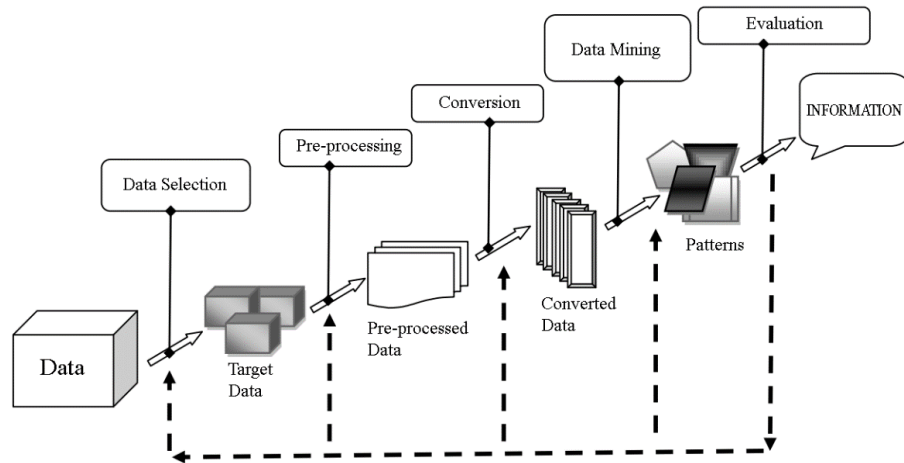 Evaluation
Data Mining
INFORMATION
Conversion
Pre-processing
Data Selection
Patterns
Converted
Data
Pre-processed
Data
Target
Data
Data